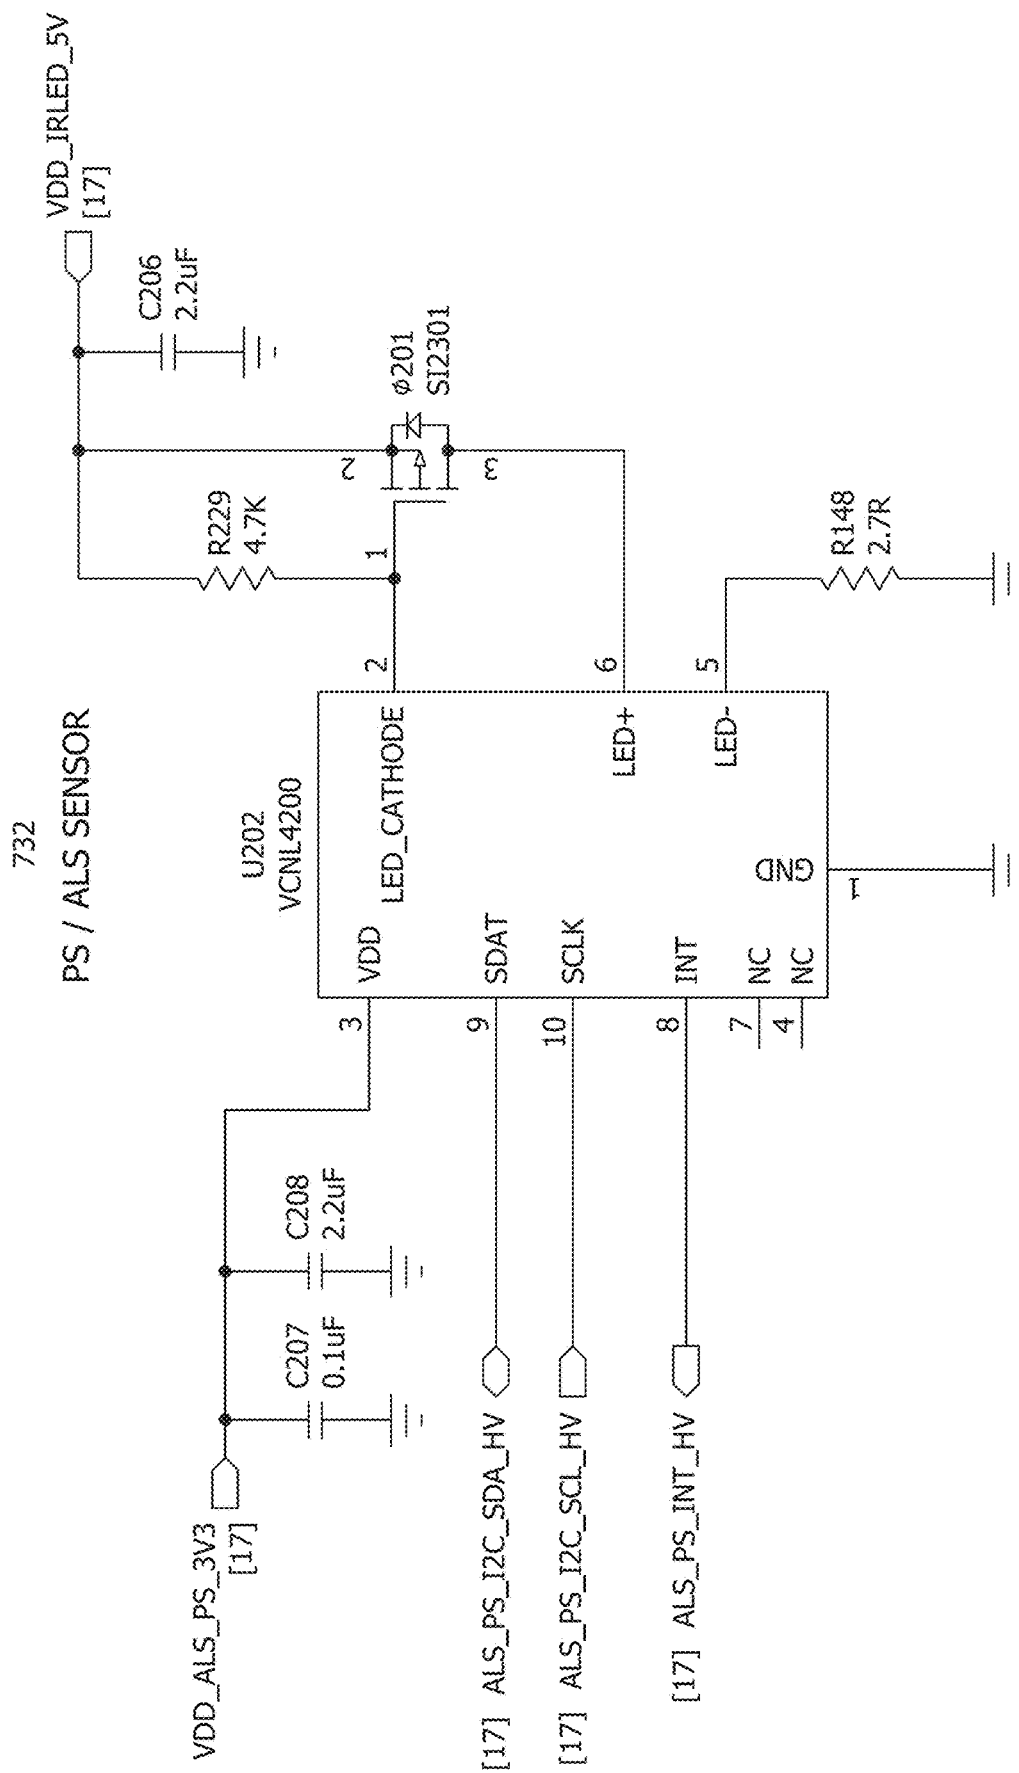 732
PS / ALS SENSOR
VDD_ALS_PS_3V3
[17]
C207
0.1uF
C208
2.2uF
U202
VCNL4200
3
VDD
9
SDAT
10
SCLK
8
INT
7
NC
4
NC
GND
1
LED_CATHODE
2
LED+
6
LED-
5
[17] ALS_PS_I2C_SDA_HV
[17] ALS_PS_I2C_SCL_HV
[17] ALS_PS_INT_HV
VDD_IRLED_5V
[17]
C206
2.2uF
R229
4.7K
1
2
3
φ201
SI2301
R148
2.7R